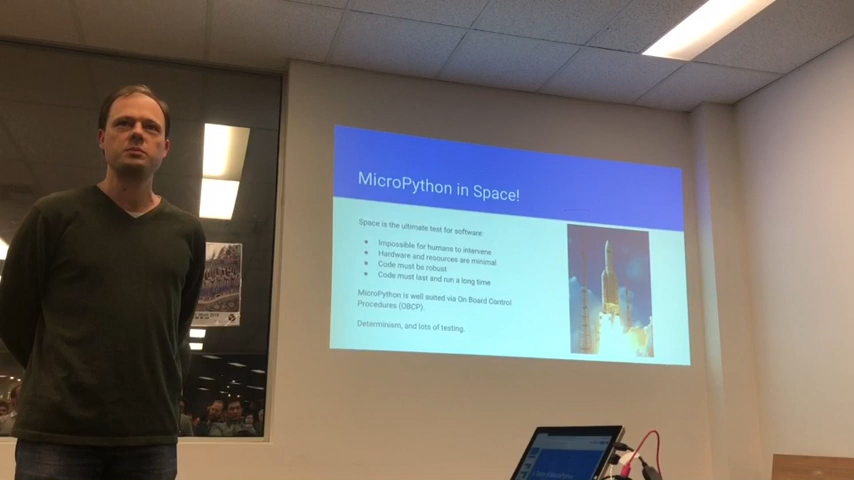 MicroPython in Space!
Space is the ultimate test for software:
● Impossible for humans to intervene
● Hardware and resources are minimal
● Code must be robust
● Code must last and run a long time
MicroPython is well suited via On Board Control
Procedures (OBCP).
Determinism, and lots of testing.